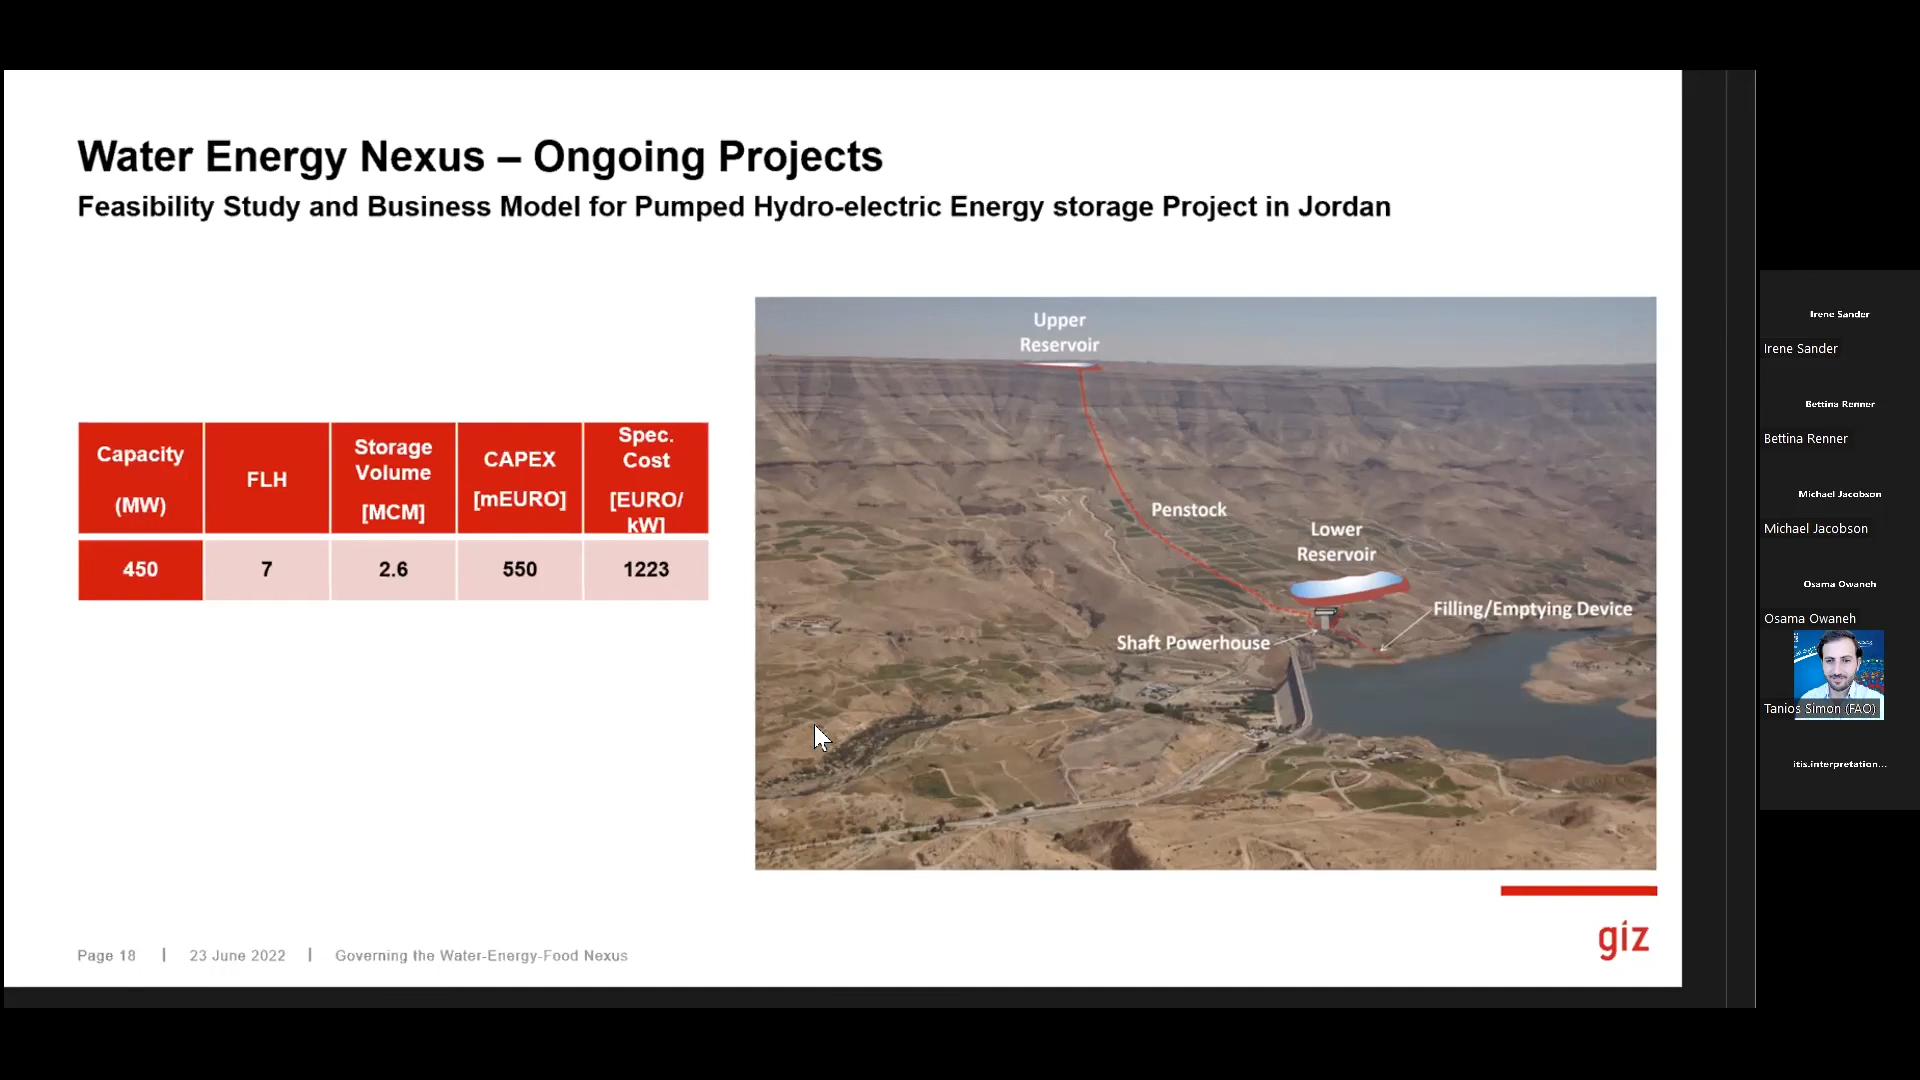 Water Energy Nexus – Ongoing Projects
Feasibility Study and Business Model for Pumped Hydro-electric Energy storage Project in Jordan
Capacity
(MW)
FLH
Storage
Volume
[MCM]
CAPEX
[mEURO]
Spec.
Cost
[EURO/
kW]
450
7
2.6
550
1223
Upper
Reservoir
Penstock
Lower
Reservoir
Filling/Emptying Device
Shaft Powerhouse
giz
Page 18 | 23 June 2022 | Governing the Water-Energy-Food Nexus
Irene Sander
Irene Sander
Bettina Renner
Bettina Renner
Michael Jacobson
Michael Jacobson
Osama Owaneh
Osama Owaneh
Tanios Simon (FAO)
itis.interpretation...